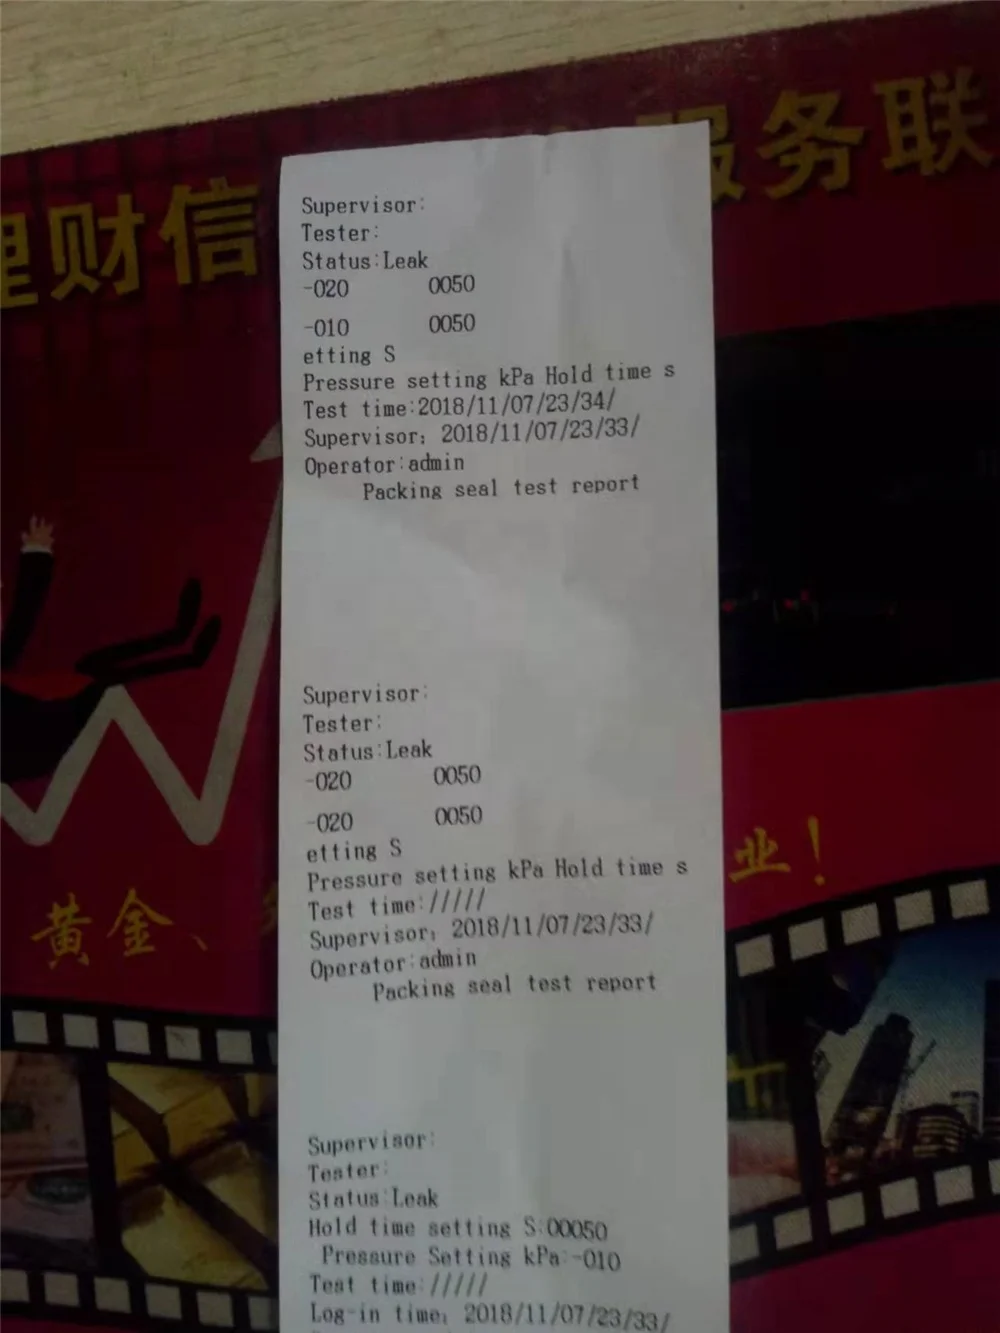 理财信
服务联
Supervisor:
Tester:
Status:Leak
-020 0050
-010 0050
etting S
Pressure setting kPa Hold time s
Test time:2018/11/07/23/34/
Supervisor: 2018/11/07/23/33/
Operator:admin
Packing seal test report
Supervisor:
Tester:
Status:Leak
-020 0050
-020 0050
etting S
Pressure setting kPa Hold time s
Test time://///
Supervisor: 2018/11/07/23/33/
Operator:admin
Packing seal test report
业！
黄金、
Supervisor:
Tester:
Status:Leak
Hold time setting S:00050
Pressure Setting kPa:-010
Test time://///
Log-in time: 2018/11/07/23/33/